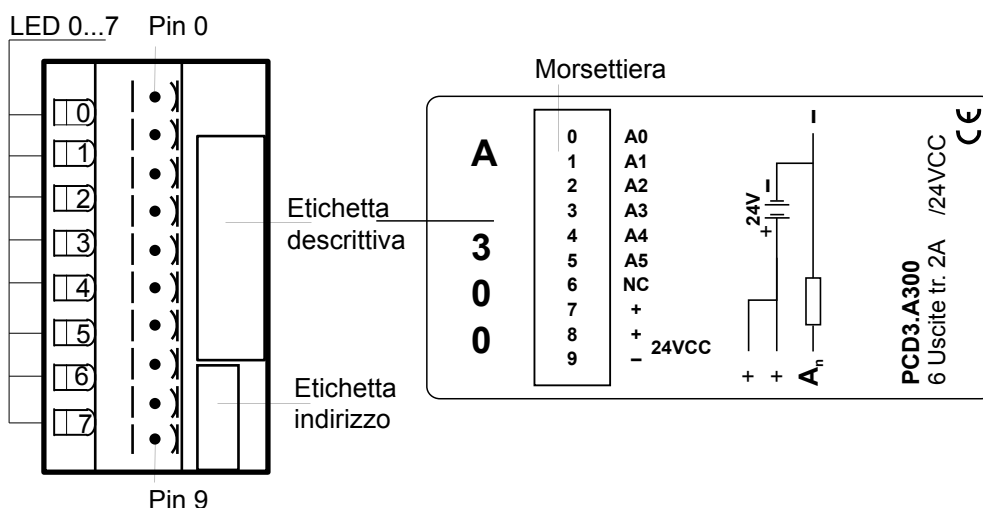 LED 0...7 Pin 0
0
1
2
3
4
5
6
7
Pin 9
Etichetta
descrittiva
Etichetta
indirizzo
Morsettiera
A
3
0
0
0 A0
1 A1
2 A2
3 A3
4 A4
5 A5
6 NC
7 +
8 +
24VCC
9 –
24V
–
+
–
+ + An
PCD3.A300
6 Uscite tr. 2A /24VCC
CE